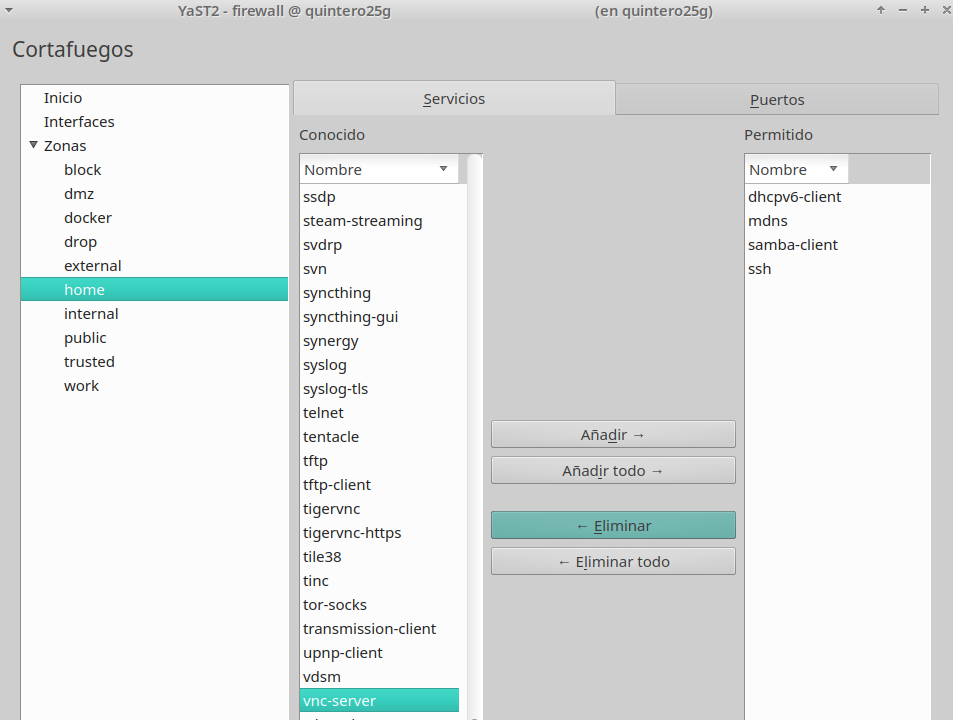 YaST2 - firewall @ quintero25g (en quintero25g)
Cortafuegos
Inicio
Interfaces
Zonas
block
dmz
docker
drop
external
home
internal
public
trusted
work
Servicios
Puertos
Conocido
Nombre
ssdp
steam-streaming
svdrp
svn
syncthing
syncthing-gui
synergy
syslog
syslog-tls
telnet
tentacle
tftp
tftp-client
tigervnc
tigervnc-https
tile38
tinc
tor-socks
transmission-client
upnp-client
vdsm
vnc-server
Añadir →
Añadir todo →
← Eliminar
← Eliminar todo
Permitido
Nombre
dhcpv6-client
mdns
samba-client
ssh